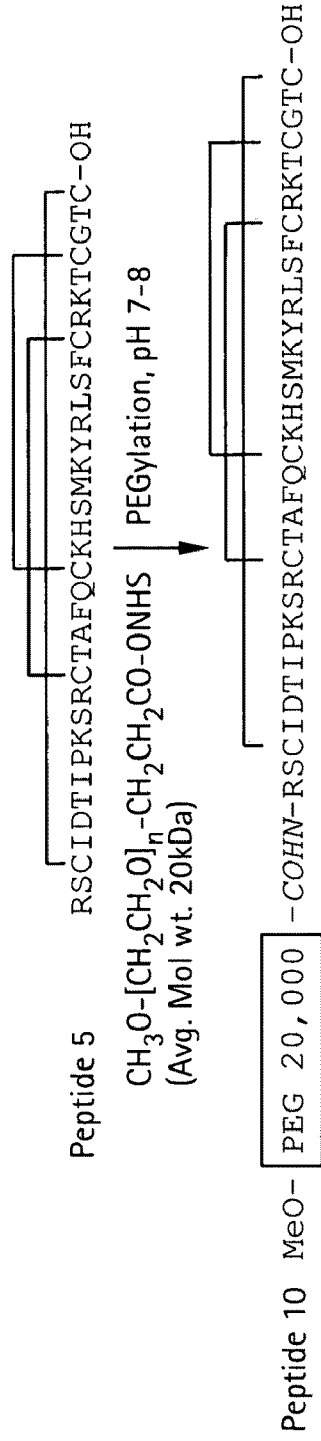 Peptide 5 RSCIDTIPKSRCTAFQCKHSMKYRLSFCRKTCGTC-OH
CH3O-[CH2CH2O]n-CH2CH2CO-ONHS PEGylation, pH 7-8
(Avg. Mol wt. 20kDa)
Peptide 10 MeO- PEG 20,000 -COHN-RSCIDTIPKSRCTAFQCKHSMKYRLSFCRKTCGTC-OH